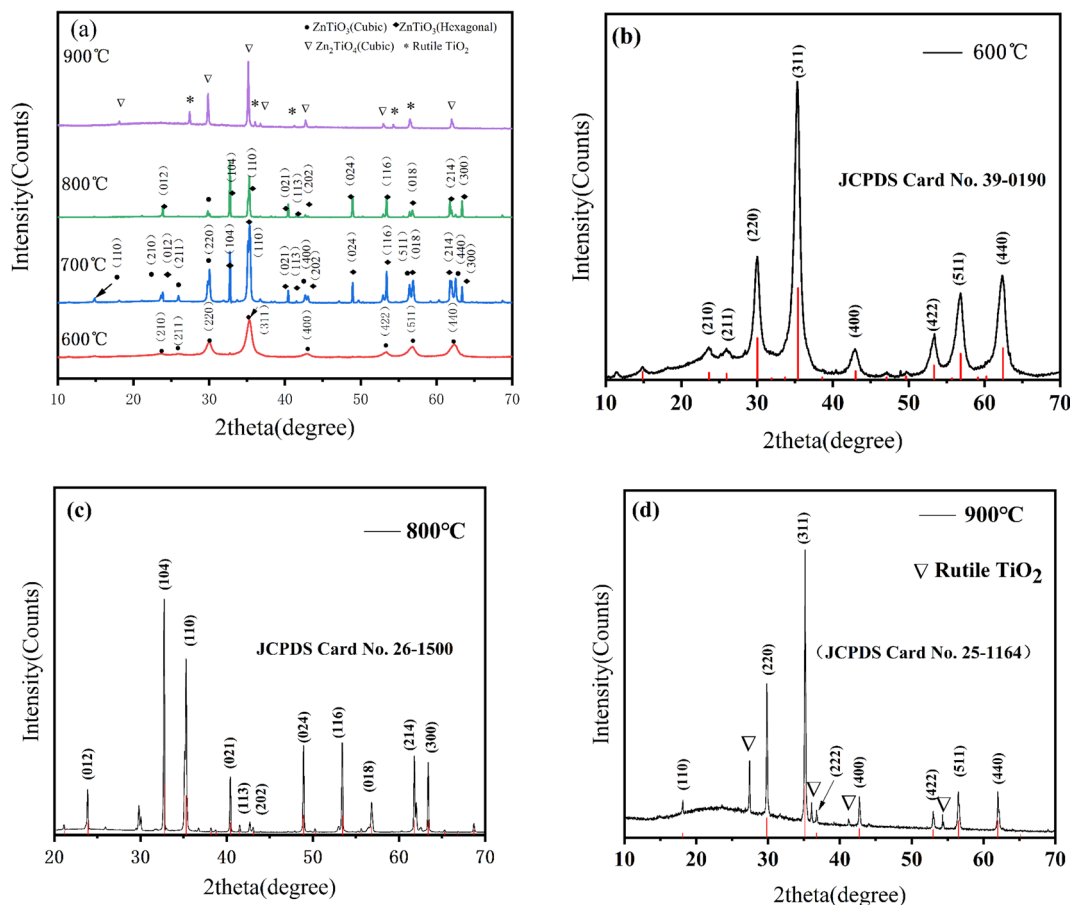 (a)
● ZnTiO3(Cubic) ◆ ZnTiO3(Hexagonal)
▽ Zn2TiO4(Cubic) * Rutile TiO2
900℃
▽ * ▽ ▽ * ▽ * ▽ ▽ * * ▽
800℃
(012) (104) (110) (021) (113) (202) (024) (116) (018) (214) (300)
700℃
(110) (210) (012) (211) (220) (104) (110) (021) (113) (400) (202) (024) (116) (511) (018) (214) (440) (300)
600℃
(210) (211) (220) (311) (400) (422) (511) (440)
10 20 30 40 50 60 70
2theta(degree)
Intensity(Counts)
(b)
600℃
(311)
JCPDS Card No. 39-0190
(210) (211) (220) (400) (422) (511) (440)
10 20 30 40 50 60 70
2theta(degree)
Intensity(Counts)
(c)
800°C
JCPDS Card No. 26-1500
(012) (104) (110) (021) (113) (202) (024) (116) (018) (214) (300)
20 30 40 50 60 70
2theta(degree)
Intensity(Counts)
(d)
900°C
▽ Rutile TiO2
(JCPDS Card No. 25-1164)
(110) (220) (311) (222) (400) (422) (511) (440)
10 20 30 40 50 60 70
2theta(degree)
Intensity(Counts)